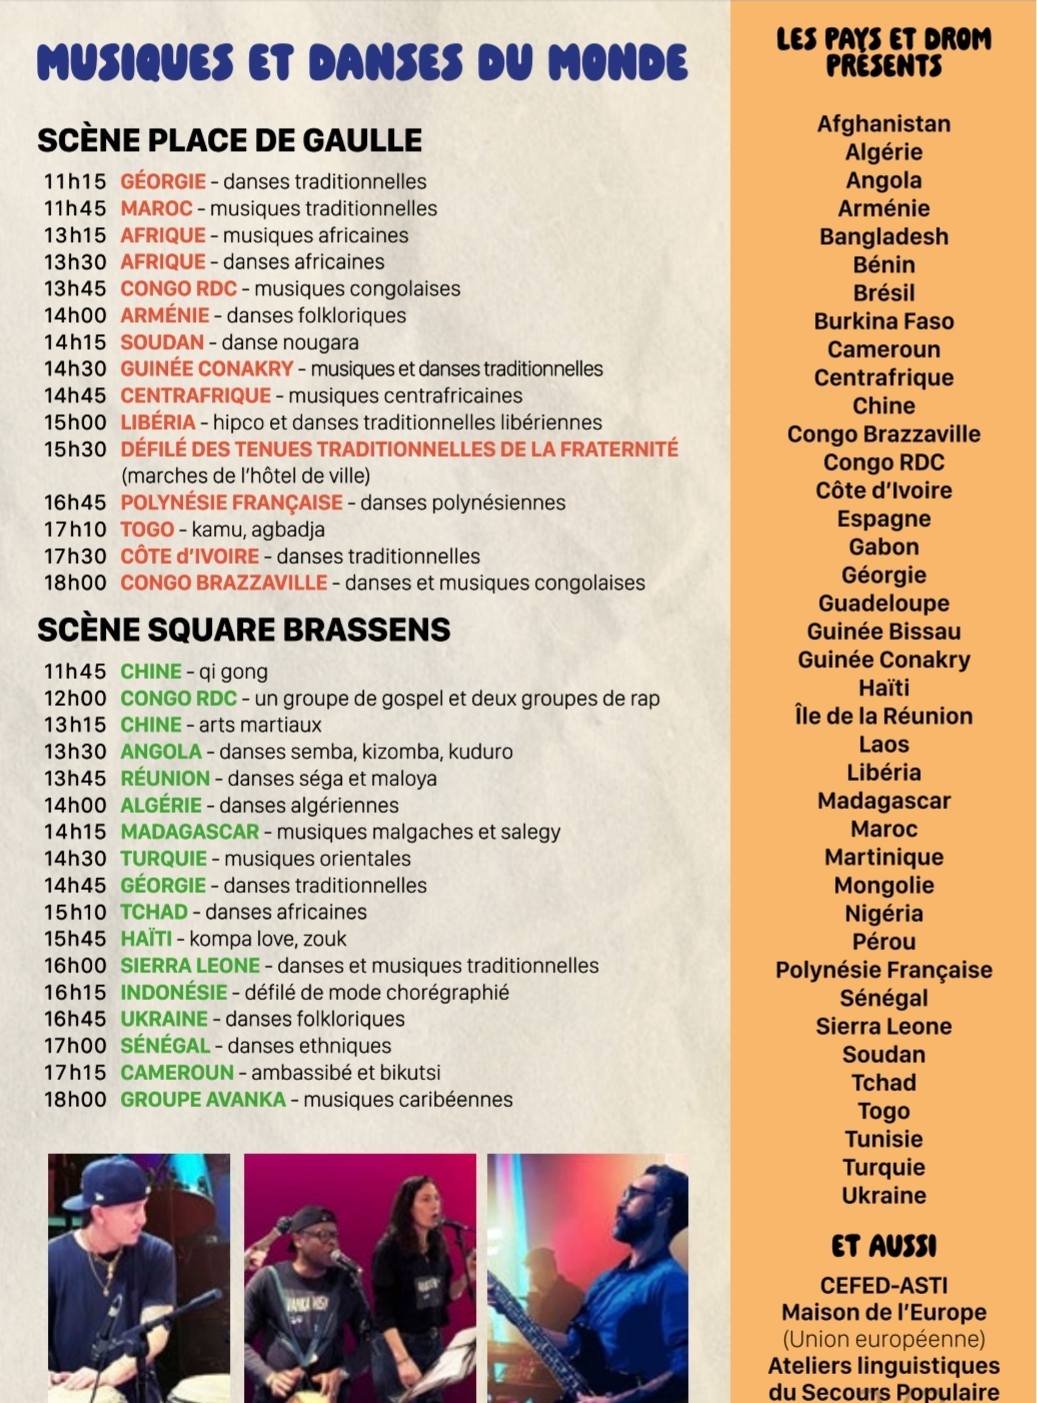 MUSIQUES ET DANSES DU MONDE
SCÈNE PLACE DE GAULLE
11h15 GÉORGIE - danses traditionnelles
11h45 MAROC - musiques traditionnelles
13h15 AFRIQUE - musiques africaines
13h30 AFRIQUE - danses africaines
13h45 CONGO RDC - musiques congolaises
14h00 ARMÉNIE - danses folkloriques
14h15 SOUDAN - danse nougara
14h30 GUINÉE CONAKRY - musiques et danses traditionnelles
14h45 CENTRAFRIQUE - musiques centrafricaines
15h00 LIBÉRIA - hipco et danses traditionnelles libériennes
15h30 DÉFILÉ DES TENUES TRADITIONNELLES DE LA FRATERNITÉ
(marches de l'hôtel de ville)
16h45 POLYNÉSIE FRANÇAISE - danses polynésiennes
17h10 TOGO - kamu, agbadja
17h30 CÔTE d'IVOIRE - danses traditionnelles
18h00 CONGO BRAZZAVILLE - danses et musiques congolaises
SCÈNE SQUARE BRASSENS
11h45 CHINE - qi gong
12h00 CONGO RDC - un groupe de gospel et deux groupes de rap
13h15 CHINE - arts martiaux
13h30 ANGOLA - danses semba, kizomba, kuduro
13h45 RÉUNION - danses séga et maloya
14h00 ALGÉRIE - danses algériennes
14h15 MADAGASCAR - musiques malgaches et salegy
14h30 TURQUIE - musiques orientales
14h45 GÉORGIE - danses traditionnelles
15h10 TCHAD - danses africaines
15h45 HAÏTI - kompa love, zouk
16h00 SIERRA LEONE - danses et musiques traditionnelles
16h15 INDONÉSIE - défilé de mode chorégraphié
16h45 UKRAINE - danses folkloriques
17h00 SÉNÉGAL - danses ethniques
17h15 CAMEROUN - ambassibé et bikutsi
18h00 GROUPE AVANKA - musiques caribéennes
LES PAYS ET DROM
PRÉSENTS
Afghanistan
Algérie
Angola
Arménie
Bangladesh
Bénin
Brésil
Burkina Faso
Cameroun
Centrafrique
Chine
Congo Brazzaville
Congo RDC
Côte d'Ivoire
Espagne
Gabon
Géorgie
Guadeloupe
Guinée Bissau
Guinée Conakry
Haïti
Île de la Réunion
Laos
Libéria
Madagascar
Maroc
Martinique
Mongolie
Nigéria
Pérou
Polynésie Française
Sénégal
Sierra Leone
Soudan
Tchad
Togo
Tunisie
Turquie
Ukraine
ET AUSSI
CEFED-ASTI
Maison de l'Europe
(Union européenne)
Ateliers linguistiques
du Secours Populaire